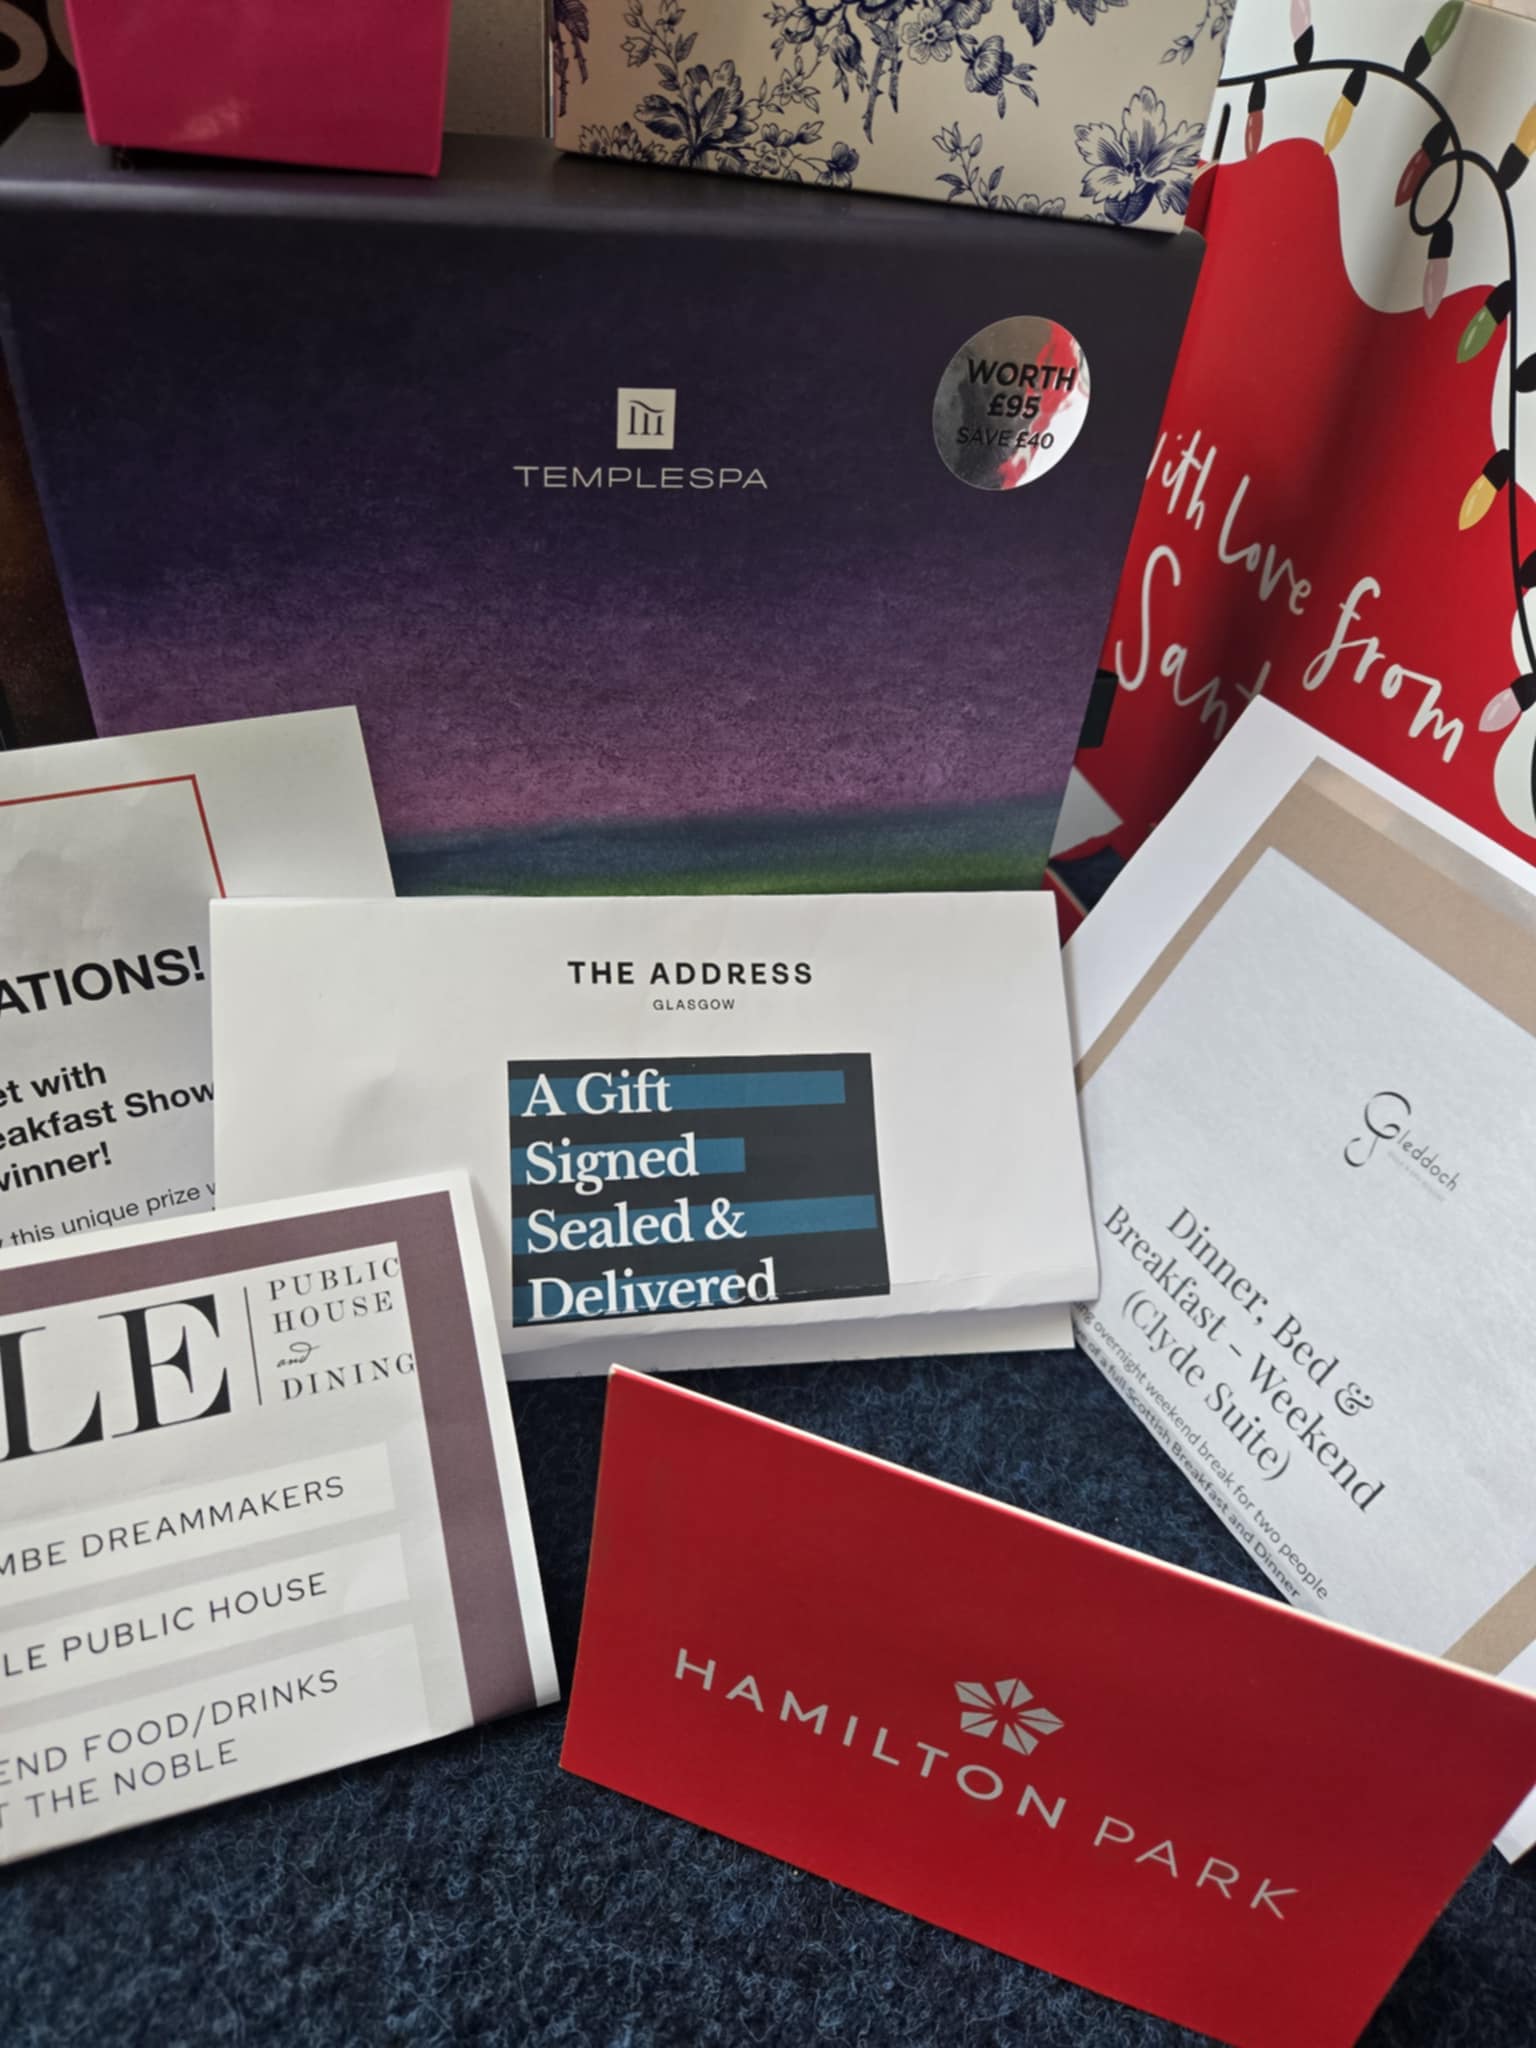 TEMPLESPA
WORTH
£95
SAVE £40
with love from
ATIONS!
et with
eakfast Show
winner!
this unique prize
THE ADDRESS
GLASGOW
A Gift
Signed
Sealed &
Delivered
LE
PUBLIC
HOUSE
and
DINING
MBE DREAMMAKERS
LE PUBLIC HOUSE
END FOOD/DRINKS
T THE NOBLE
Gleddoch
Dinner, Bed &
Breakfast - Weekend
(Clyde Suite)
overnight weekend break for two people
of a full Scottish Breakfast and Dinner
HAMILTON PARK